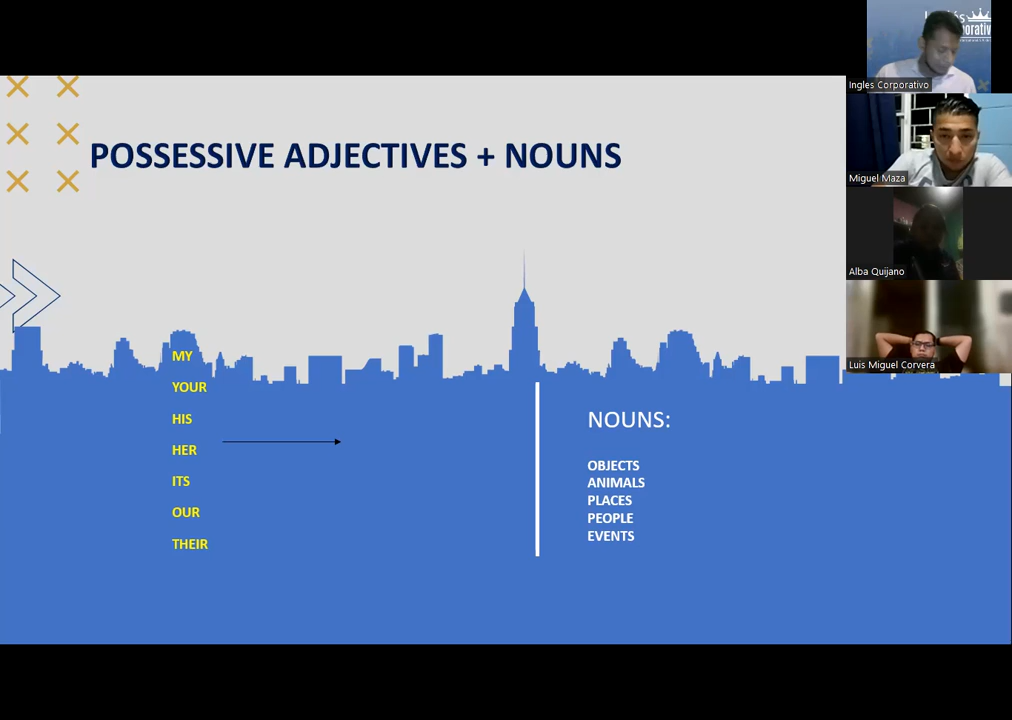 POSSESSIVE ADJECTIVES + NOUNS
MY
YOUR
HIS
HER
ITS
OUR
THEIR
NOUNS:
OBJECTS
ANIMALS
PLACES
PEOPLE
EVENTS
Ingles Corporativo
Miguel Maza
Alba Quijano
Luis Miguel Corvera